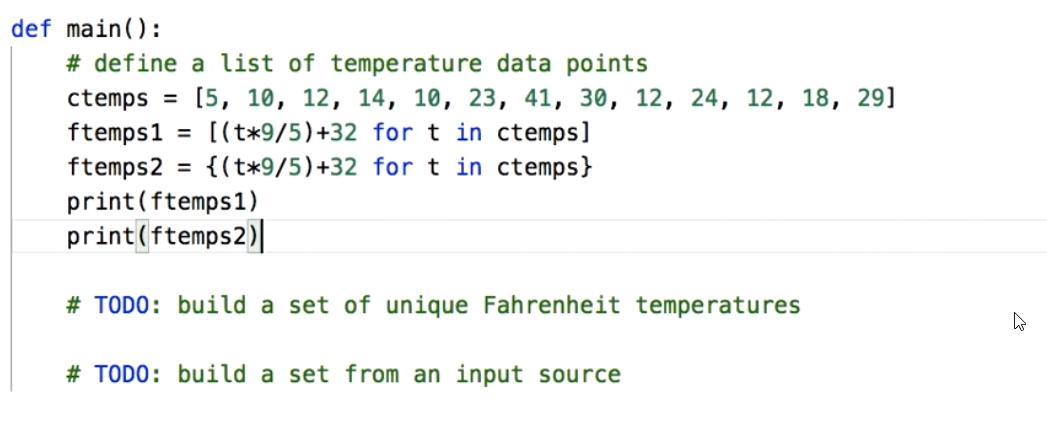 def main():
    # define a list of temperature data points
    ctemps = [5, 10, 12, 14, 10, 23, 41, 30, 12, 24, 12, 18, 29]
    ftemps1 = [(t*9/5)+32 for t in ctemps]
    ftemps2 = {(t*9/5)+32 for t in ctemps}
    print(ftemps1)
    print(ftemps2)
    # TODO: build a set of unique Fahrenheit temperatures
    # TODO: build a set from an input source